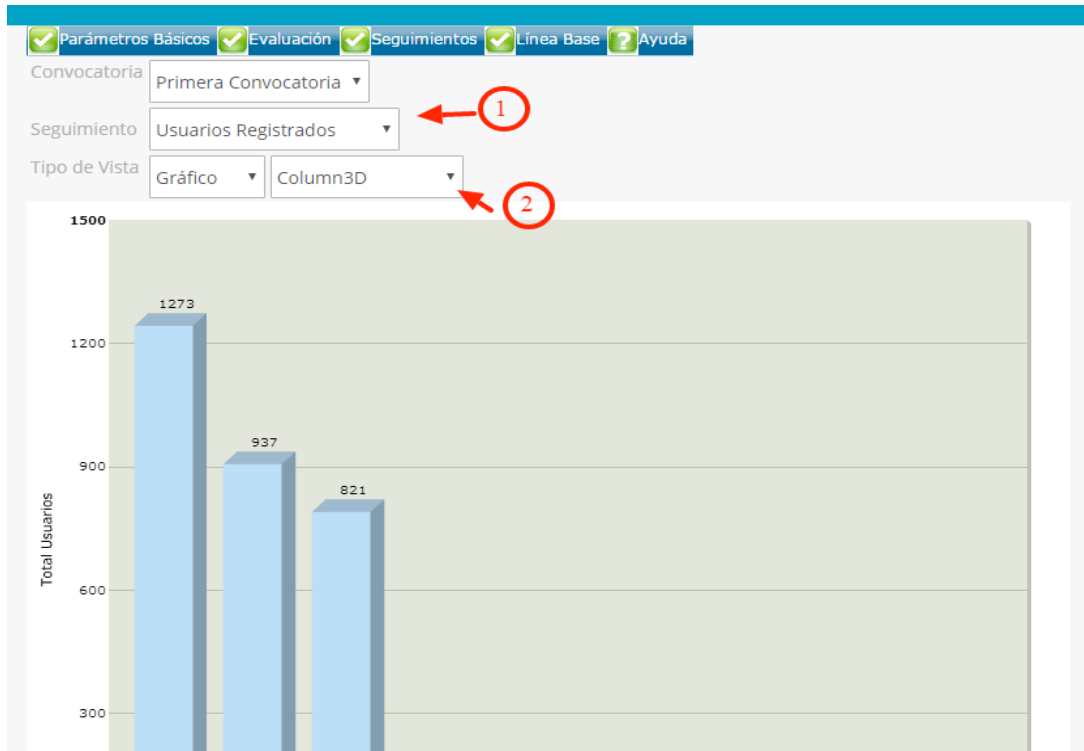 Parámetros Básicos Evaluación Seguimientos Línea Base ? Ayuda
Convocatoria Primera Convocatoria
1
Seguimiento Usuarios Registrados
Tipo de Vista Gráfico Column3D
2
1500
1273
1200
937
900
821
Total Usuarios
600
300